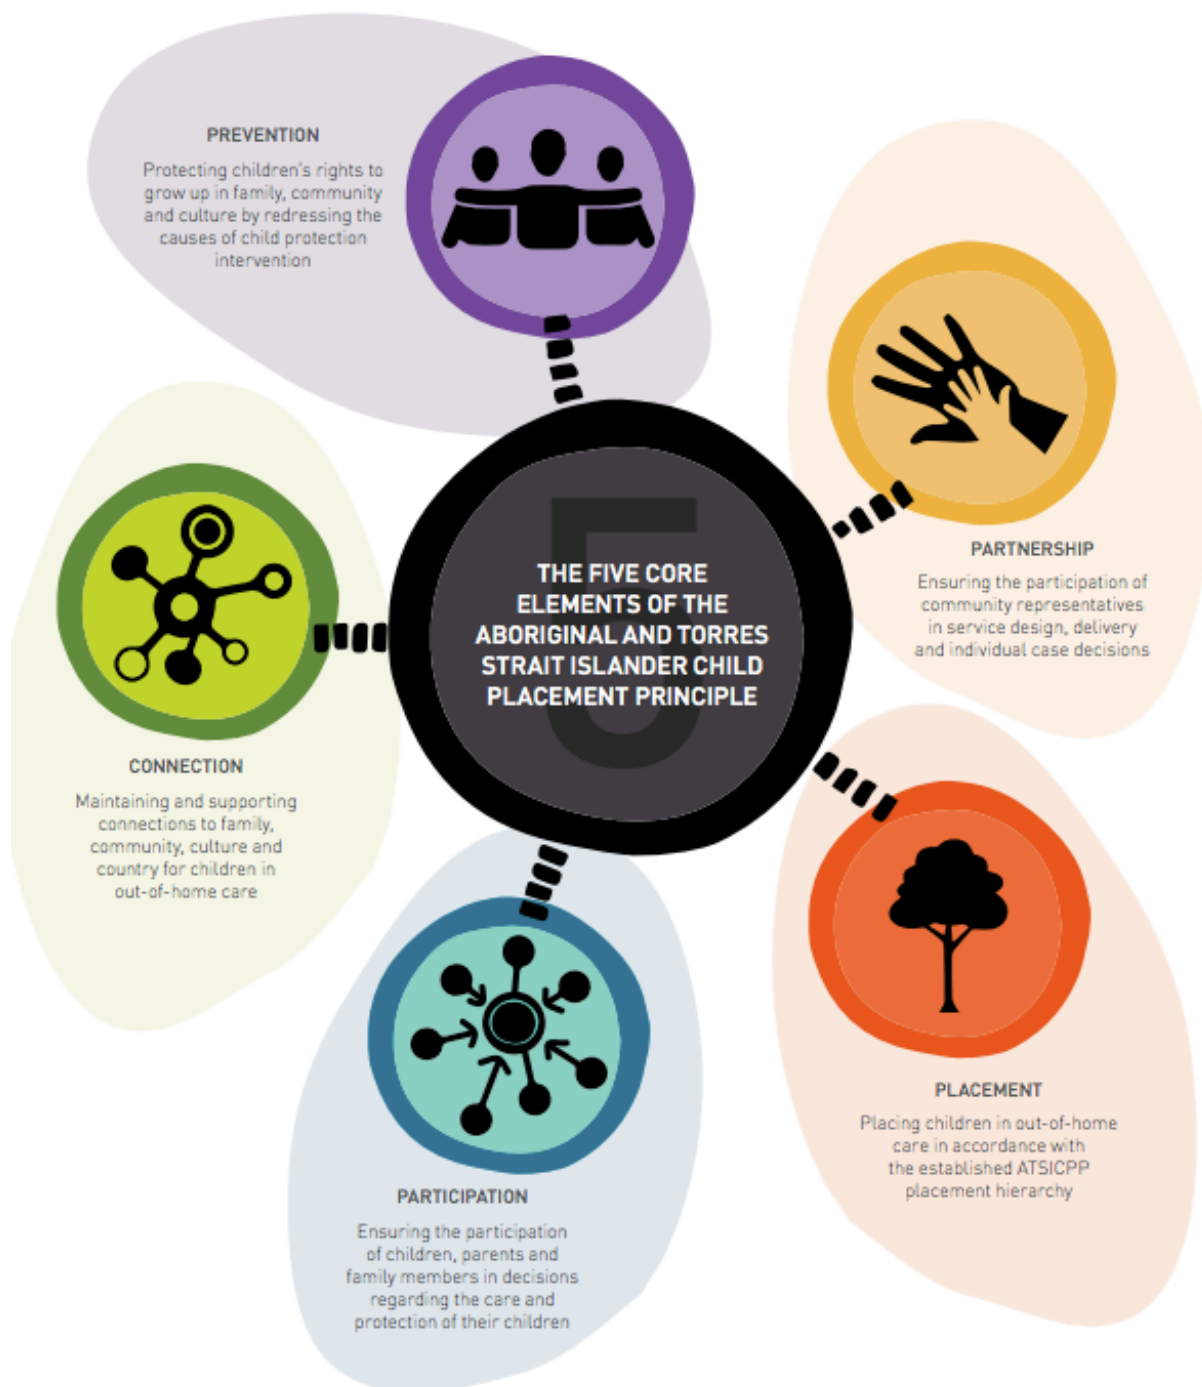 PREVENTION
Protecting children's rights to
grow up in family, community
and culture by redressing the
causes of child protection
intervention
PARTNERSHIP
Ensuring the participation of
community representatives
in service design, delivery
and individual case decisions
5
THE FIVE CORE
ELEMENTS OF THE
ABORIGINAL AND TORRES
STRAIT ISLANDER CHILD
PLACEMENT PRINCIPLE
CONNECTION
Maintaining and supporting
connections to family,
community, culture and
country for children in
out-of-home care
PLACEMENT
Placing children in out-of-home
care in accordance with
the established ATSICPP
placement hierarchy
PARTICIPATION
Ensuring the participation
of children, parents and
family members in decisions
regarding the care and
protection of their children